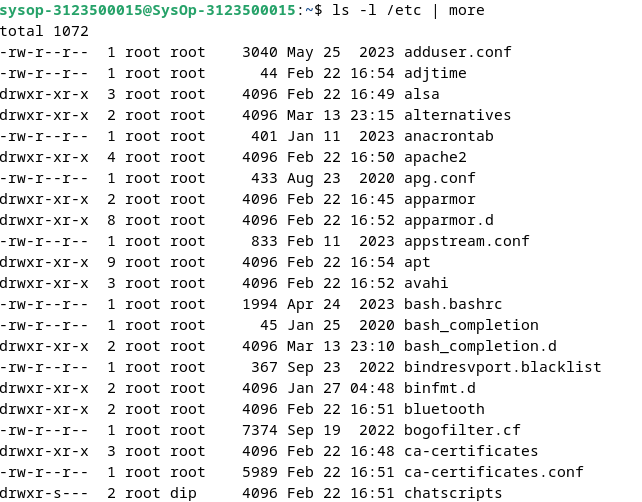 sysop-3123500015@SysOp-3123500015:~$ ls -l /etc | more
total 1072
-rw-r--r--  1 root root    3040 May 25  2023 adduser.conf
-rw-r--r--  1 root root      44 Feb 22 16:54 adjtime
drwxr-xr-x  3 root root    4096 Feb 22 16:49 alsa
drwxr-xr-x  2 root root    4096 Mar 13 23:15 alternatives
-rw-r--r--  1 root root     401 Jan 11  2023 anacrontab
drwxr-xr-x  4 root root    4096 Feb 22 16:50 apache2
-rw-r--r--  1 root root     433 Aug 23  2020 apg.conf
drwxr-xr-x  2 root root    4096 Feb 22 16:45 apparmor
drwxr-xr-x  8 root root    4096 Feb 22 16:52 apparmor.d
-rw-r--r--  1 root root     833 Feb 11  2023 appstream.conf
drwxr-xr-x  9 root root    4096 Feb 22 16:54 apt
drwxr-xr-x  3 root root    4096 Feb 22 16:52 avahi
-rw-r--r--  1 root root    1994 Apr 24  2023 bash.bashrc
-rw-r--r--  1 root root      45 Jan 25  2020 bash_completion
drwxr-xr-x  2 root root    4096 Mar 13 23:10 bash_completion.d
-rw-r--r--  1 root root     367 Sep 23  2022 bindresvport.blacklist
drwxr-xr-x  2 root root    4096 Jan 27 04:48 binfmt.d
drwxr-xr-x  2 root root    4096 Feb 22 16:51 bluetooth
-rw-r--r--  1 root root    7374 Sep 19  2022 bogofilter.cf
drwxr-xr-x  3 root root    4096 Feb 22 16:48 ca-certificates
-rw-r--r--  1 root root    5989 Feb 22 16:51 ca-certificates.conf
drwxr-s---  2 root dip     4096 Feb 22 16:51 chatscripts